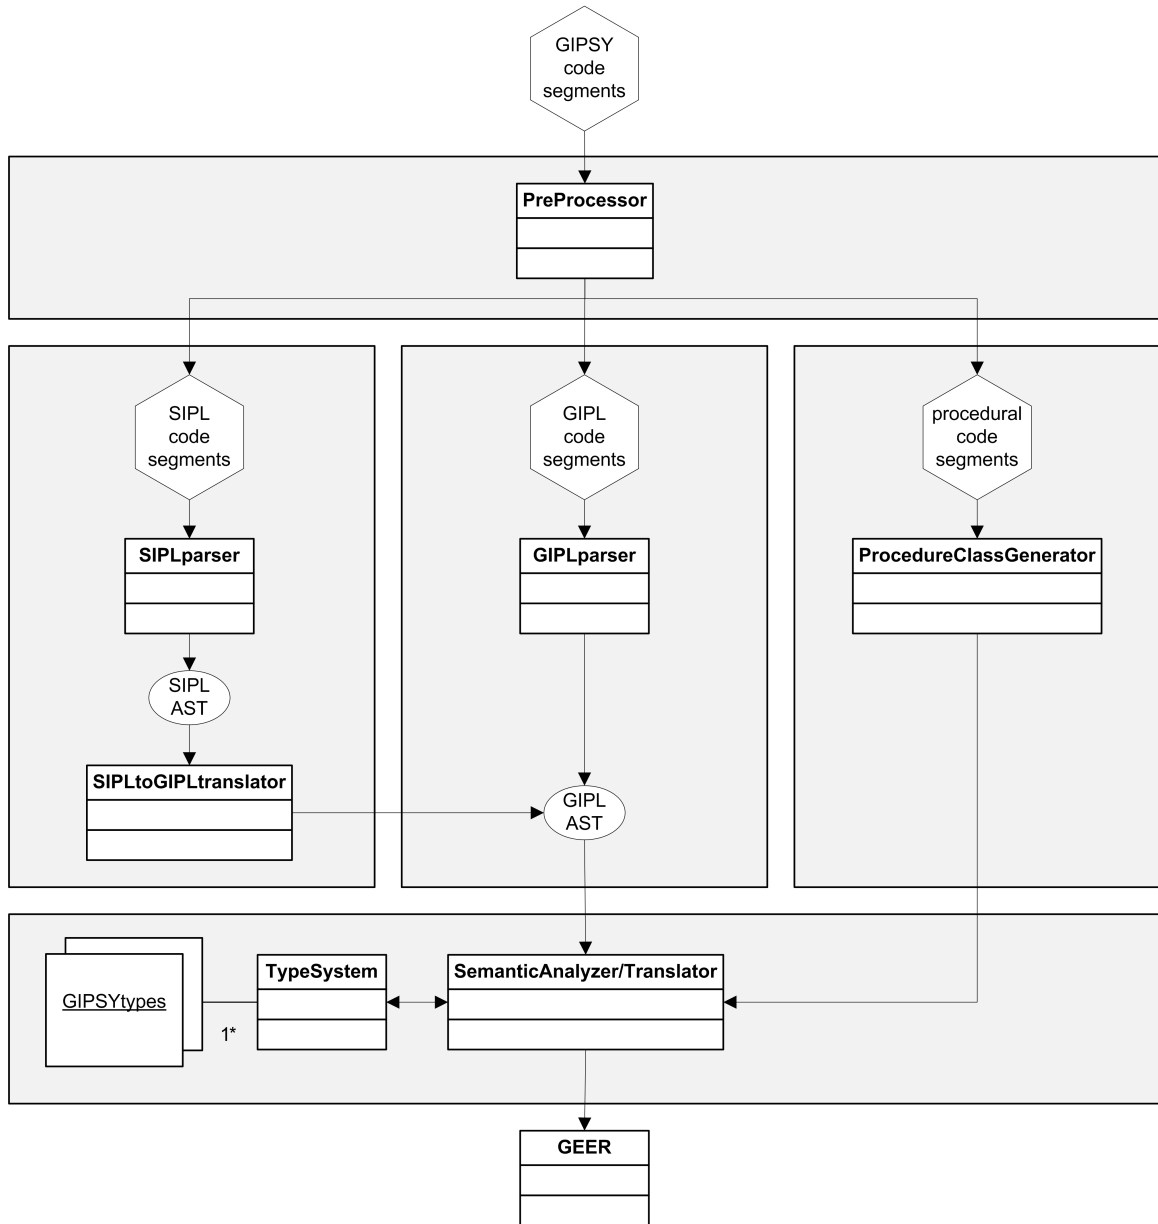 GIPSY
code
segments
PreProcessor
SIPL
code
segments
GIPL
code
segments
procedural
code
segments
SIPLparser
GIPLparser
ProcedureClassGenerator
SIPL
AST
SIPLtoGIPLtranslator
GIPL
AST
GIPSYtypes
1*
TypeSystem
SemanticAnalyzer/Translator
GEER